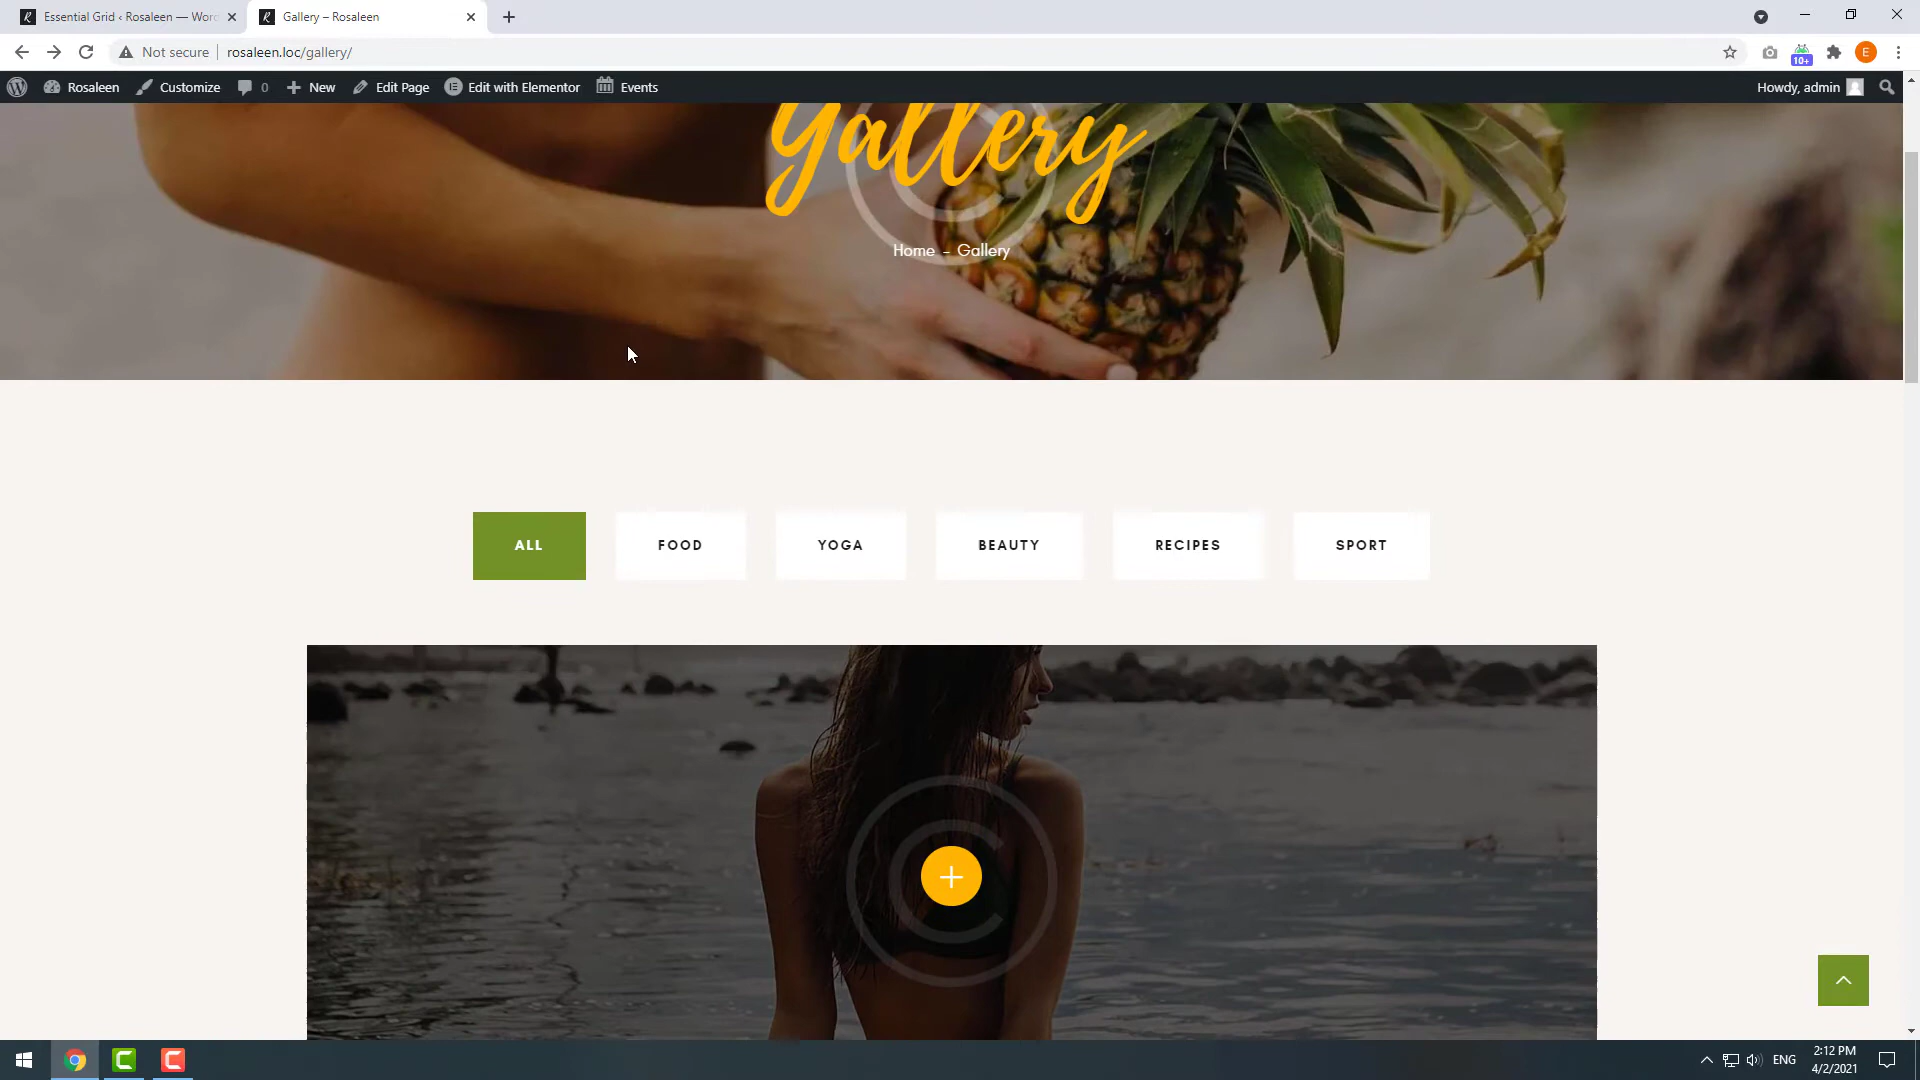 Essential Grid ‹ Rosaleen — Word
Gallery – Rosaleen
Not secure
rosaleen.loc/gallery/
E
10+
Rosaleen
Customize
0
New
Edit Page
Edit with Elementor
Events
Howdy, admin
Gallery
Home – Gallery
ALL
FOOD
YOGA
BEAUTY
RECIPES
SPORT
ENG
2:12 PM
4/2/2021